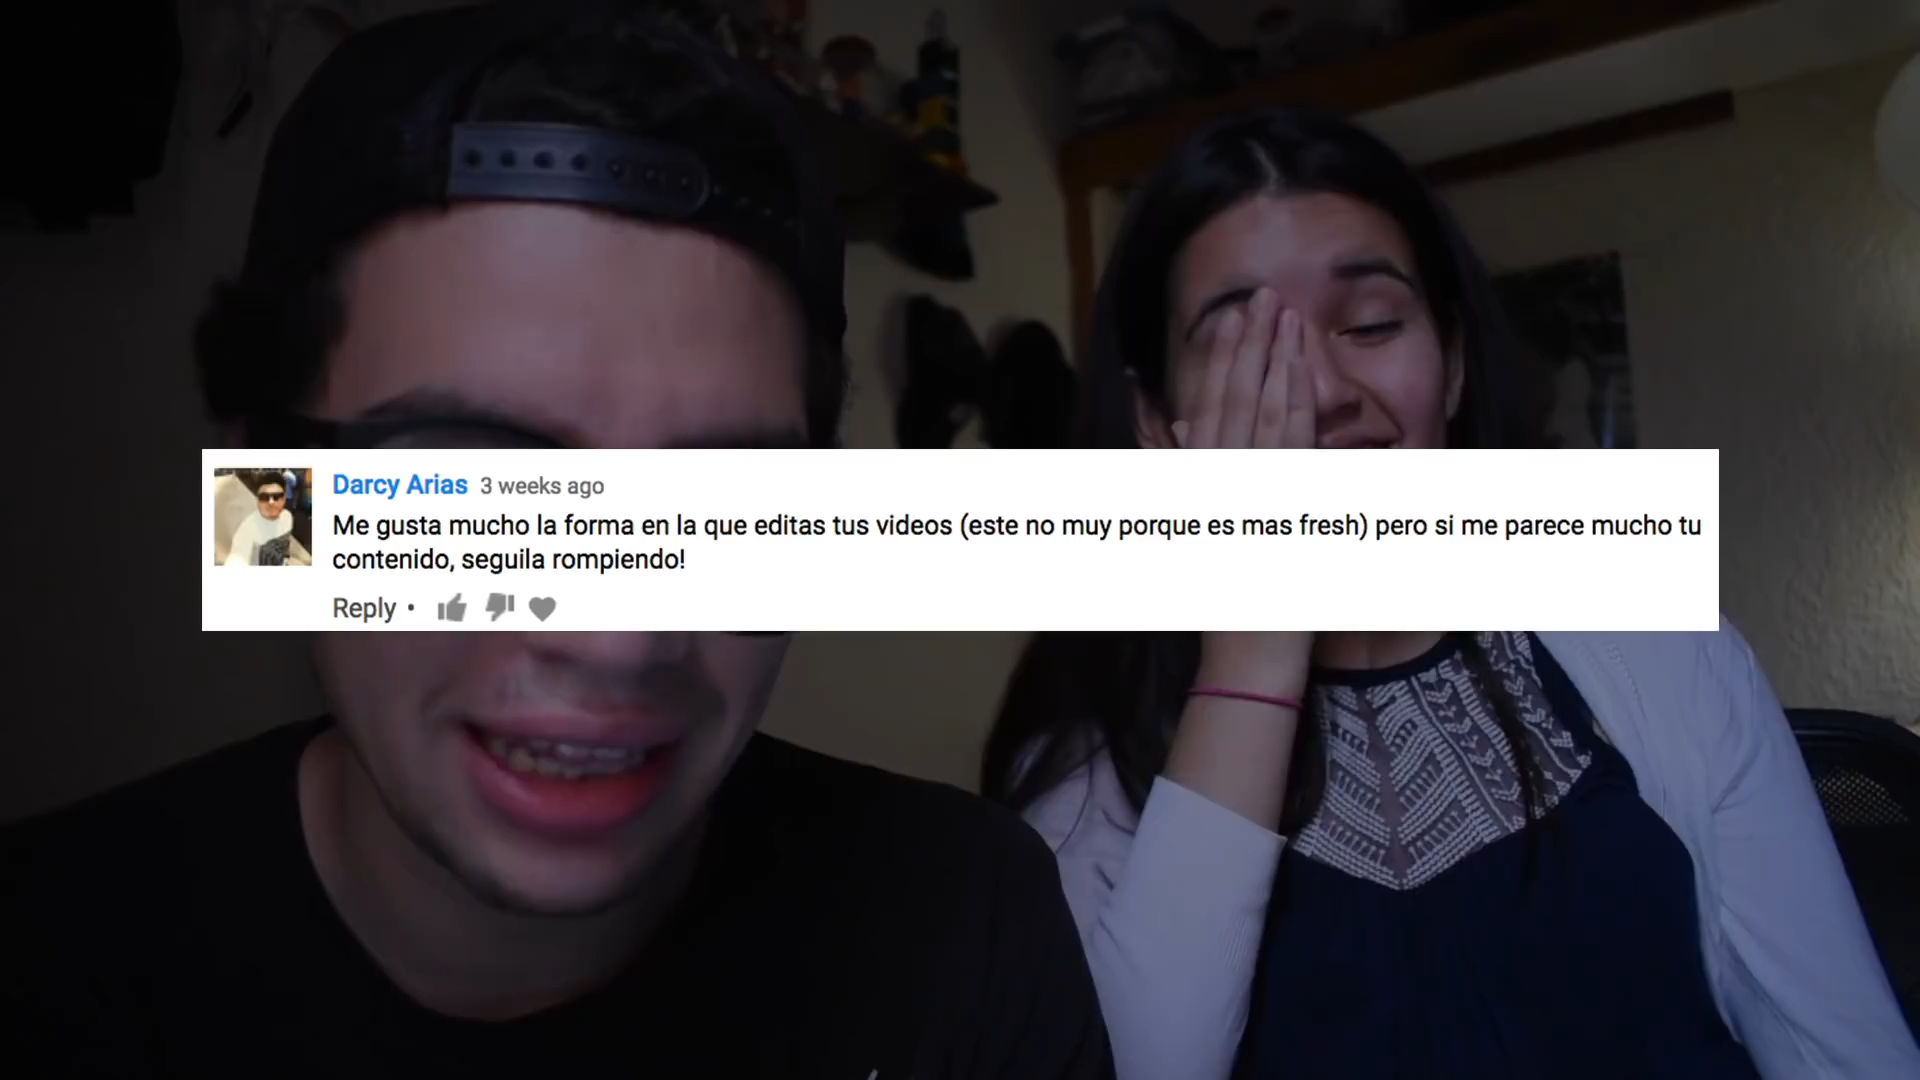 Darcy Arias 3 weeks ago
Me gusta mucho la forma en la que editas tus videos (este no muy porque es mas fresh) pero si me parece mucho tu
contenido, seguila rompiendo!
Reply •